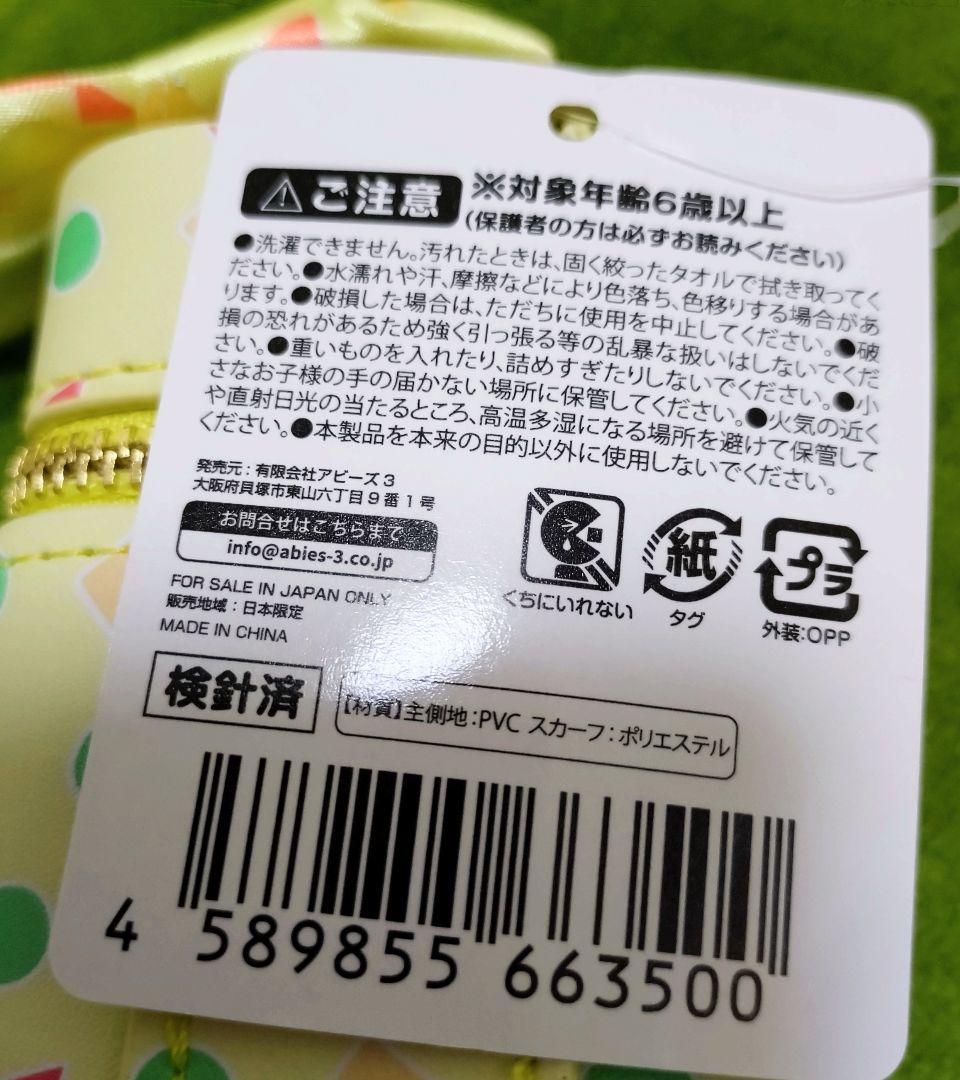 ⚠ご注意 ※対象年齢6歳以上
(保護者の方は必ずお読みください)
●洗濯できません。汚れたときは、固く絞ったタオルで拭き取ってく
ださい。●水濡れや汗、摩擦などにより色落ち、色移りする場合があ
ります。●破損した場合は、ただちに使用を中止してください。●破
損の恐れがあるため強く引っ張る等の乱暴な扱いはしないでくだ
さい。●重いものを入れたり、詰めすぎたりしないでください。●小
さなお子様の手の届かない場所に保管してください。●火気の近く
や直射日光の当たるところ、高温多湿になる場所を避けて保管して
ください。●本製品を本来の目的以外に使用しないでください。
発売元:有限会社アビーズ3
大阪府貝塚市東山六丁目9番1号
お問合せはこちらまで
info@abies-3.co.jp
FOR SALE IN JAPAN ONLY
販売地域:日本限定
MADE IN CHINA
くちにいれない
紙
タグ
プラ
外装:OPP
検針済
【材質】主側地:PVC スカーフ:ポリエステル
4 589855 663500